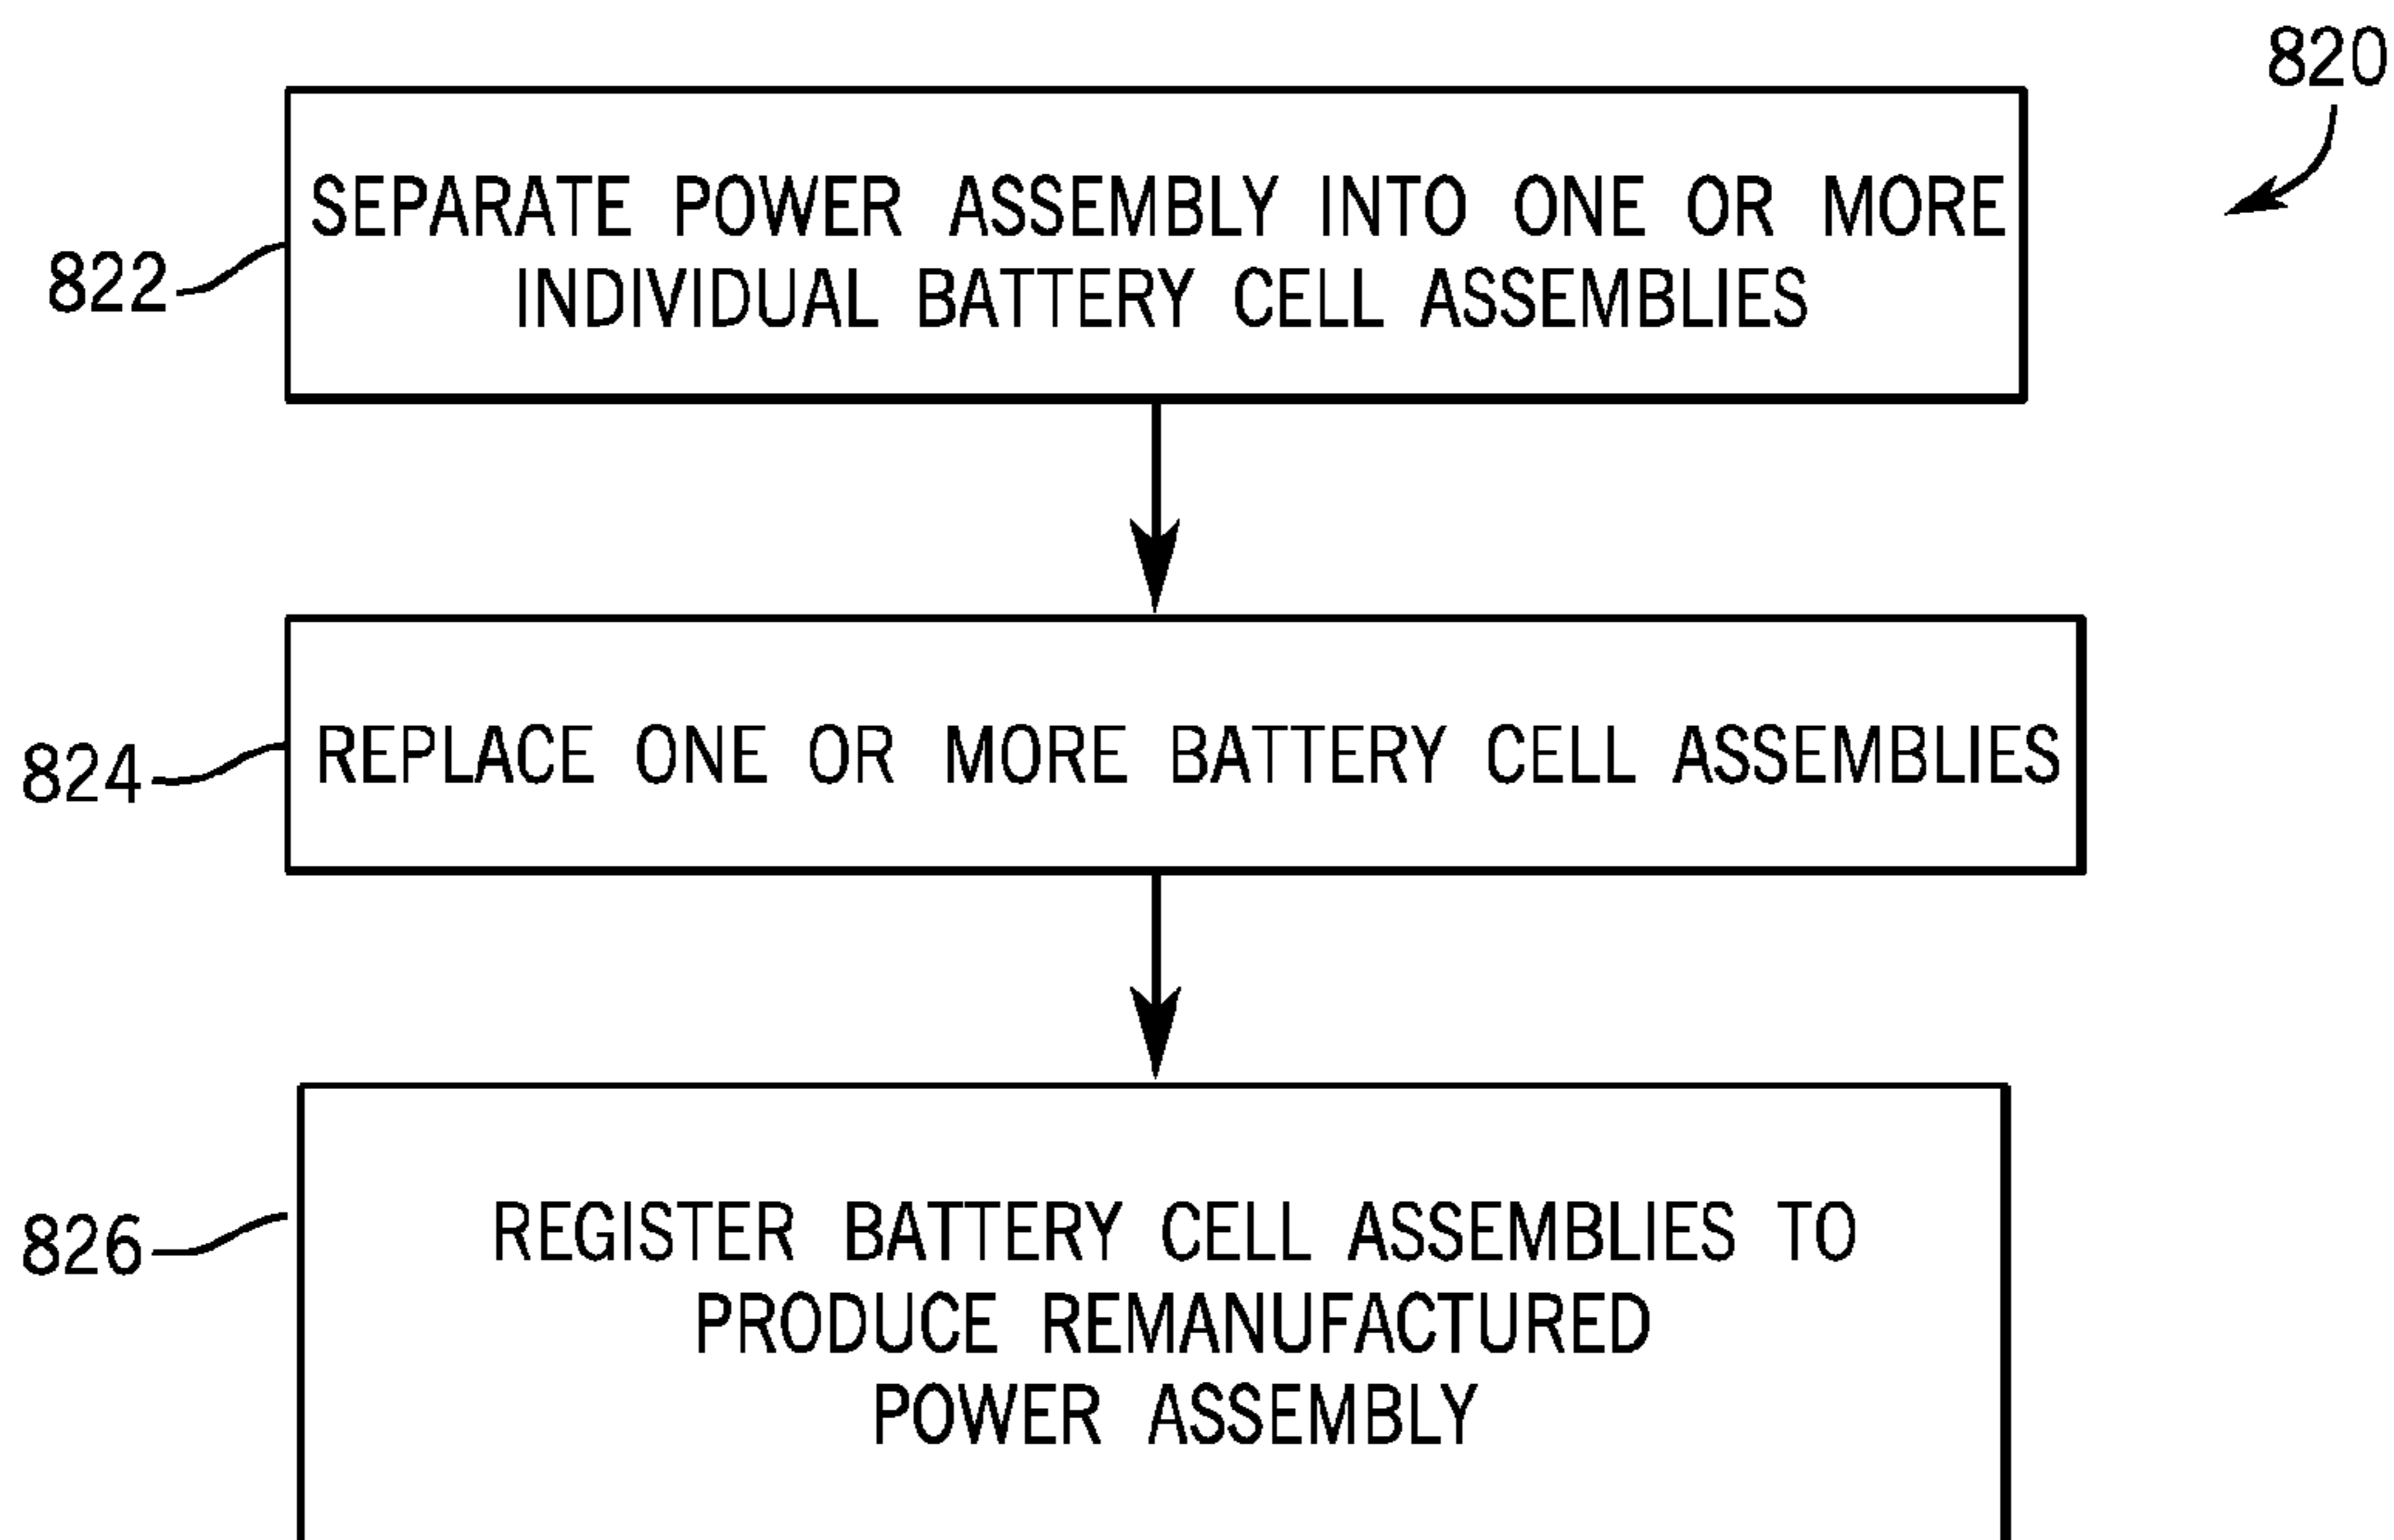 820
SEPARATE POWER ASSEMBLY INTO ONE OR MORE
INDIVIDUAL BATTERY CELL ASSEMBLIES
822
REPLACE ONE OR MORE BATTERY CELL ASSEMBLIES
824
REGISTER BATTERY CELL ASSEMBLIES TO
826
PRODUCE REMANUFACTURED
POWER ASSEMBLY